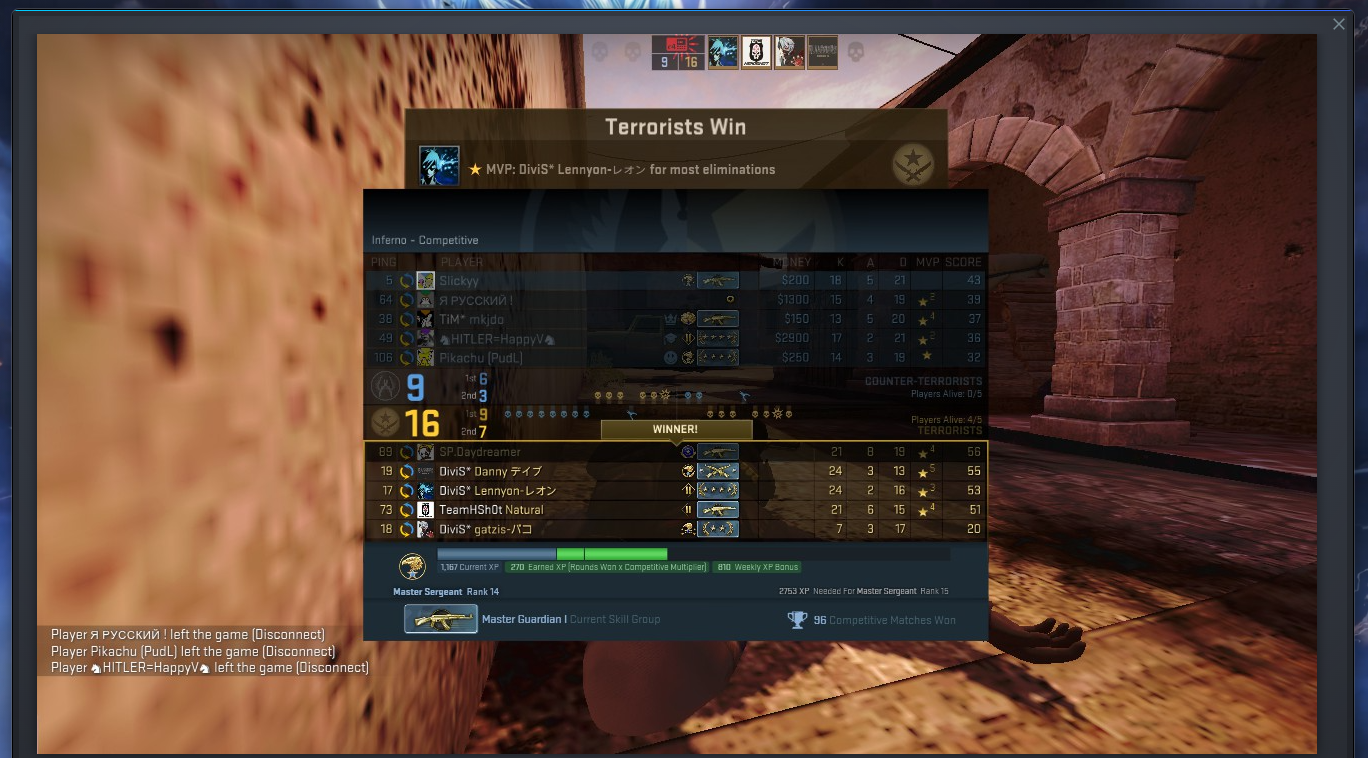 9 16
Terrorists Win
★ MVP: DiviS* Lennyon-レオン for most eliminations
Inferno - Competitive
PING PLAYER MONEY K A D MVP SCORE
5 Slickyy $200 18 5 21 43
64 Я РУССКИЙ ! $1300 15 4 19 ★2 39
38 TiM* mkjdo $150 13 5 20 ★4 37
49 ♞HITLER=HappyV♞ $2900 17 2 21 ★2 36
106 Pikachu (PudL) $250 14 3 19 ★ 32
9 1st 6 COUNTER-TERRORISTS
2nd 3 Players Alive: 0/5
16 1st 9 Players Alive: 4/5
2nd 7 TERRORISTS
WINNER!
89 SP.Daydreamer 21 8 19 ★4 56
19 DiviS* Danny デイブ 24 3 13 ★5 55
17 DiviS* Lennyon-レオン 24 2 16 ★3 53
73 TeamHSh0t Natural 21 6 15 ★4 51
18 DiviS* gatzis-バコ 7 3 17 20
1,167 Current XP 270 Earned XP (Rounds Won x Competitive Multiplier) 810 Weekly XP Bonus
Master Sergeant Rank 14 2753 XP Needed For Master Sergeant Rank 15
Master Guardian I Current Skill Group 96 Competitive Matches Won
Player Я РУССКИЙ ! left the game (Disconnect)
Player Pikachu (PudL) left the game (Disconnect)
Player ♞HITLER=HappyV♞ left the game (Disconnect)